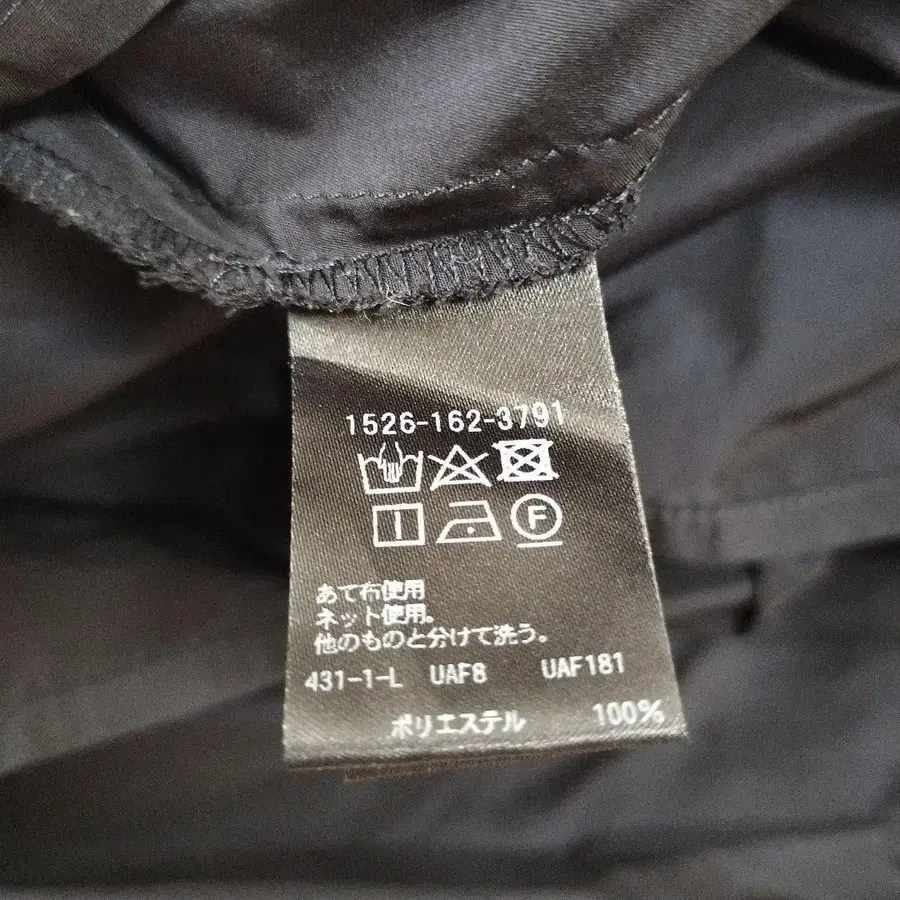 1526-162-3791
F
あて布使用
ネット使用。
他のものと分けて洗う。
431-1-L UAF8 UAF181
ポリエステル 100%